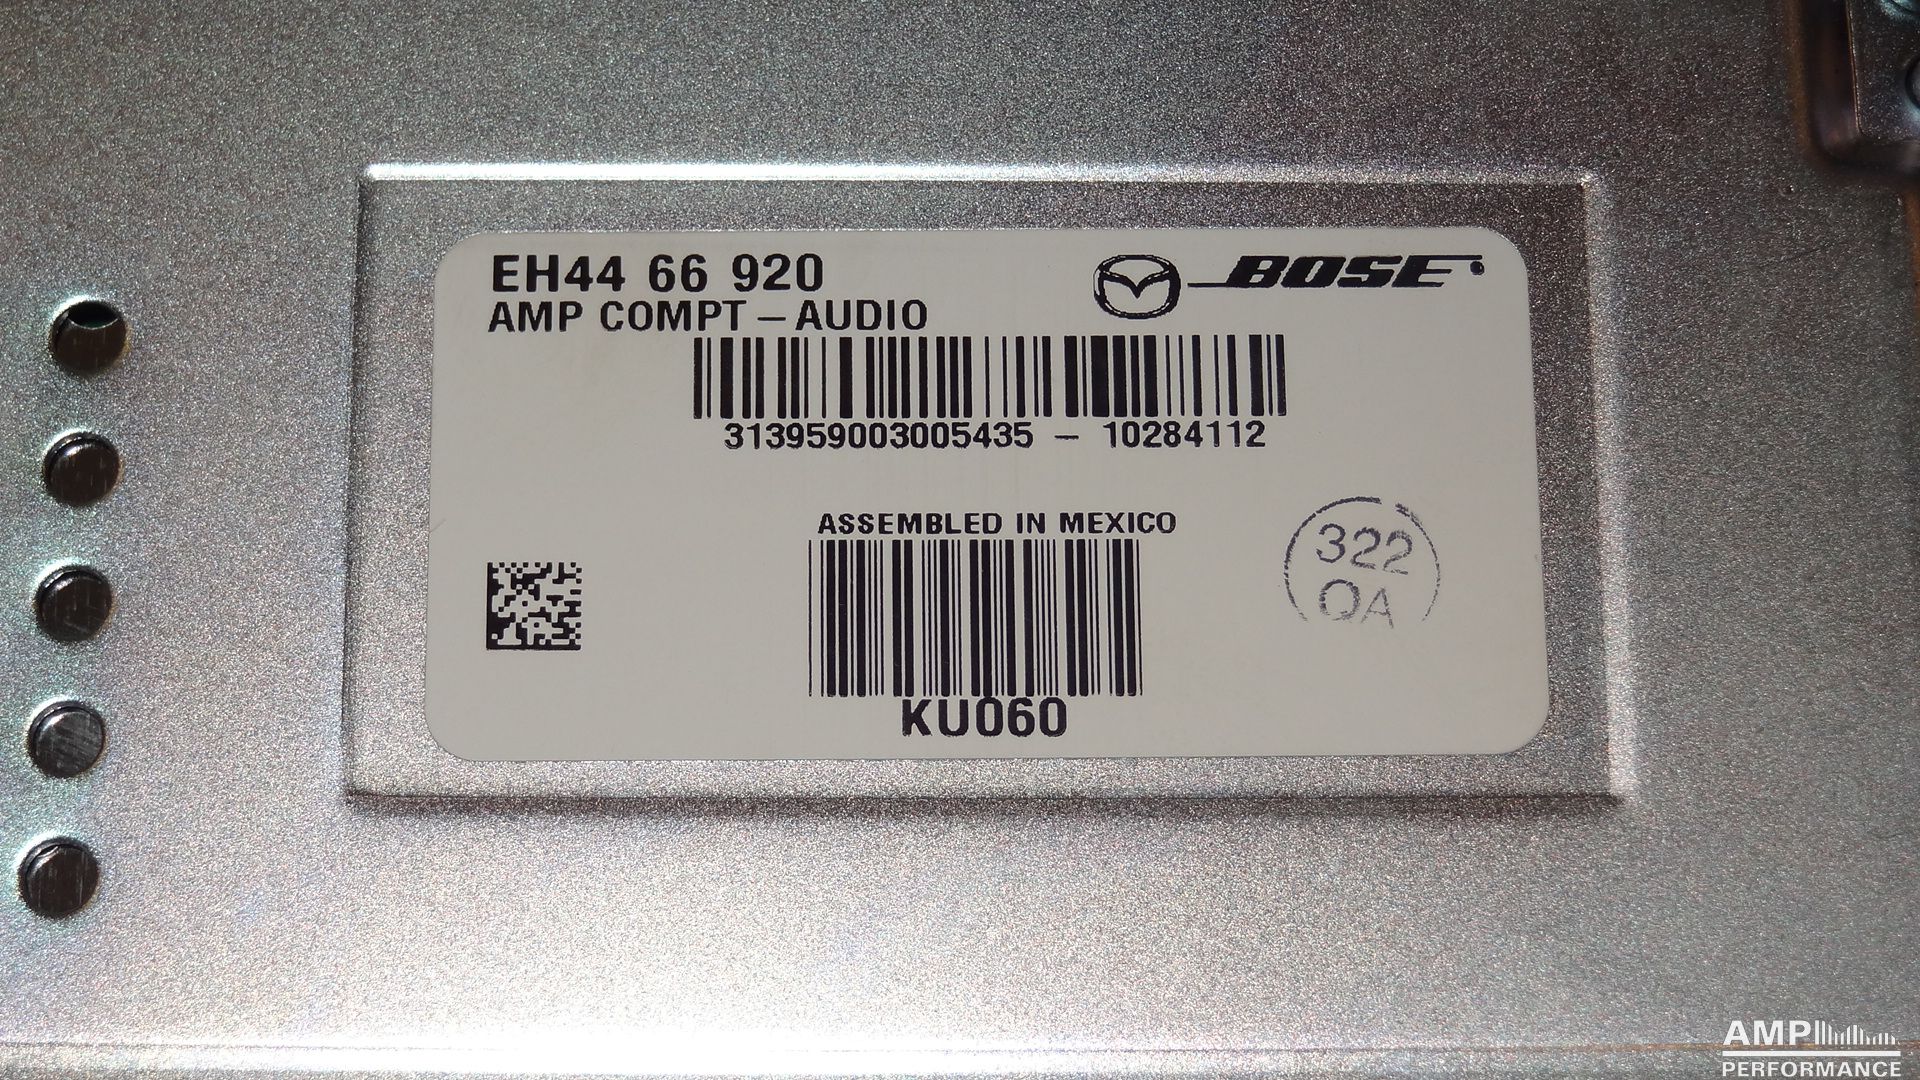 EH44 66 920
BOSE
AMP COMPT – AUDIO
313959003005435 – 10284112
ASSEMBLED IN MEXICO
322
QA
KU060
AMP
PERFORMANCE